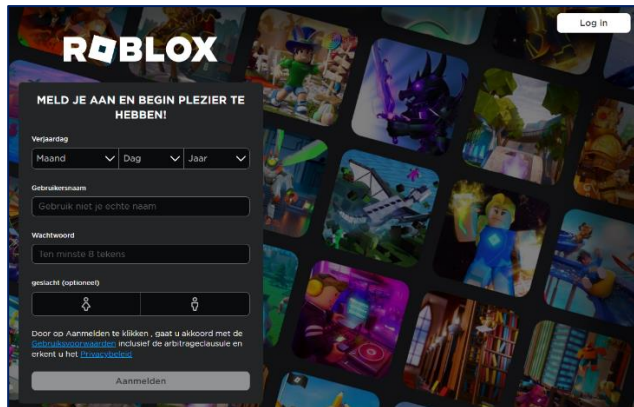 Log in
ROBLOX
MELD JE AAN EN BEGIN PLEZIER TE
HEBBEN!
Verjaardag
Maand Dag Jaar
Gebruikersnaam
Gebruik niet je echte naam
Wachtwoord
Ten minste 8 tekens
geslacht (optioneel)
Door op Aanmelden te klikken , gaat u akkoord met de
Gebruiksvoorwaarden inclusief de arbitrageclausule en
erkent u het Privacybeleid
Aanmelden